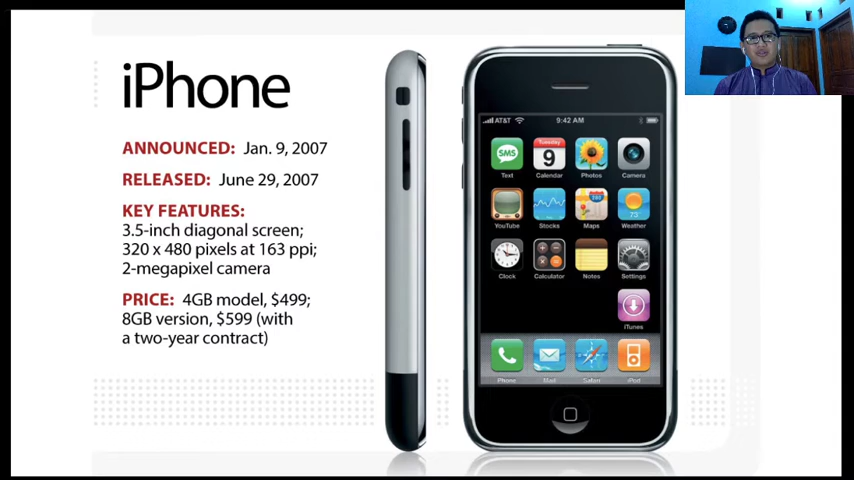 iPhone
ANNOUNCED: Jan. 9, 2007
RELEASED: June 29, 2007
KEY FEATURES:
3.5-inch diagonal screen;
320 x 480 pixels at 163 ppi;
2-megapixel camera
PRICE: 4GB model, $499;
8GB version, $599 (with
a two-year contract)
AT&T 9:42 AM
SMS Tuesday 9
Text Calendar Photos Camera
280 73°
YouTube Stocks Maps Weather
Clock Calculator Notes Settings
iTunes
Phone Mail Safari iPod